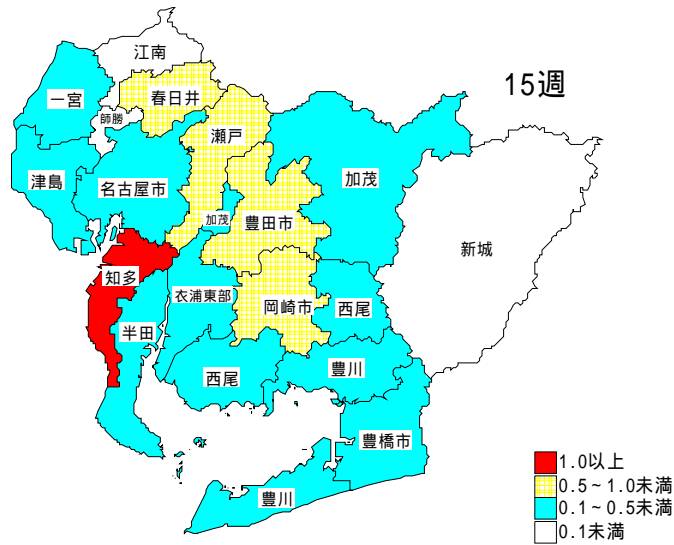 江南
15週
一宮
春日井
師勝
瀬戸
津島
名古屋市
加茂
加茂
豊田市
新城
知多
衣浦東部
岡崎市
西尾
半田
西尾
豊川
豊橋市
豊川
1.0以上
0.5~1.0未満
0.1~0.5未満
0.1未満